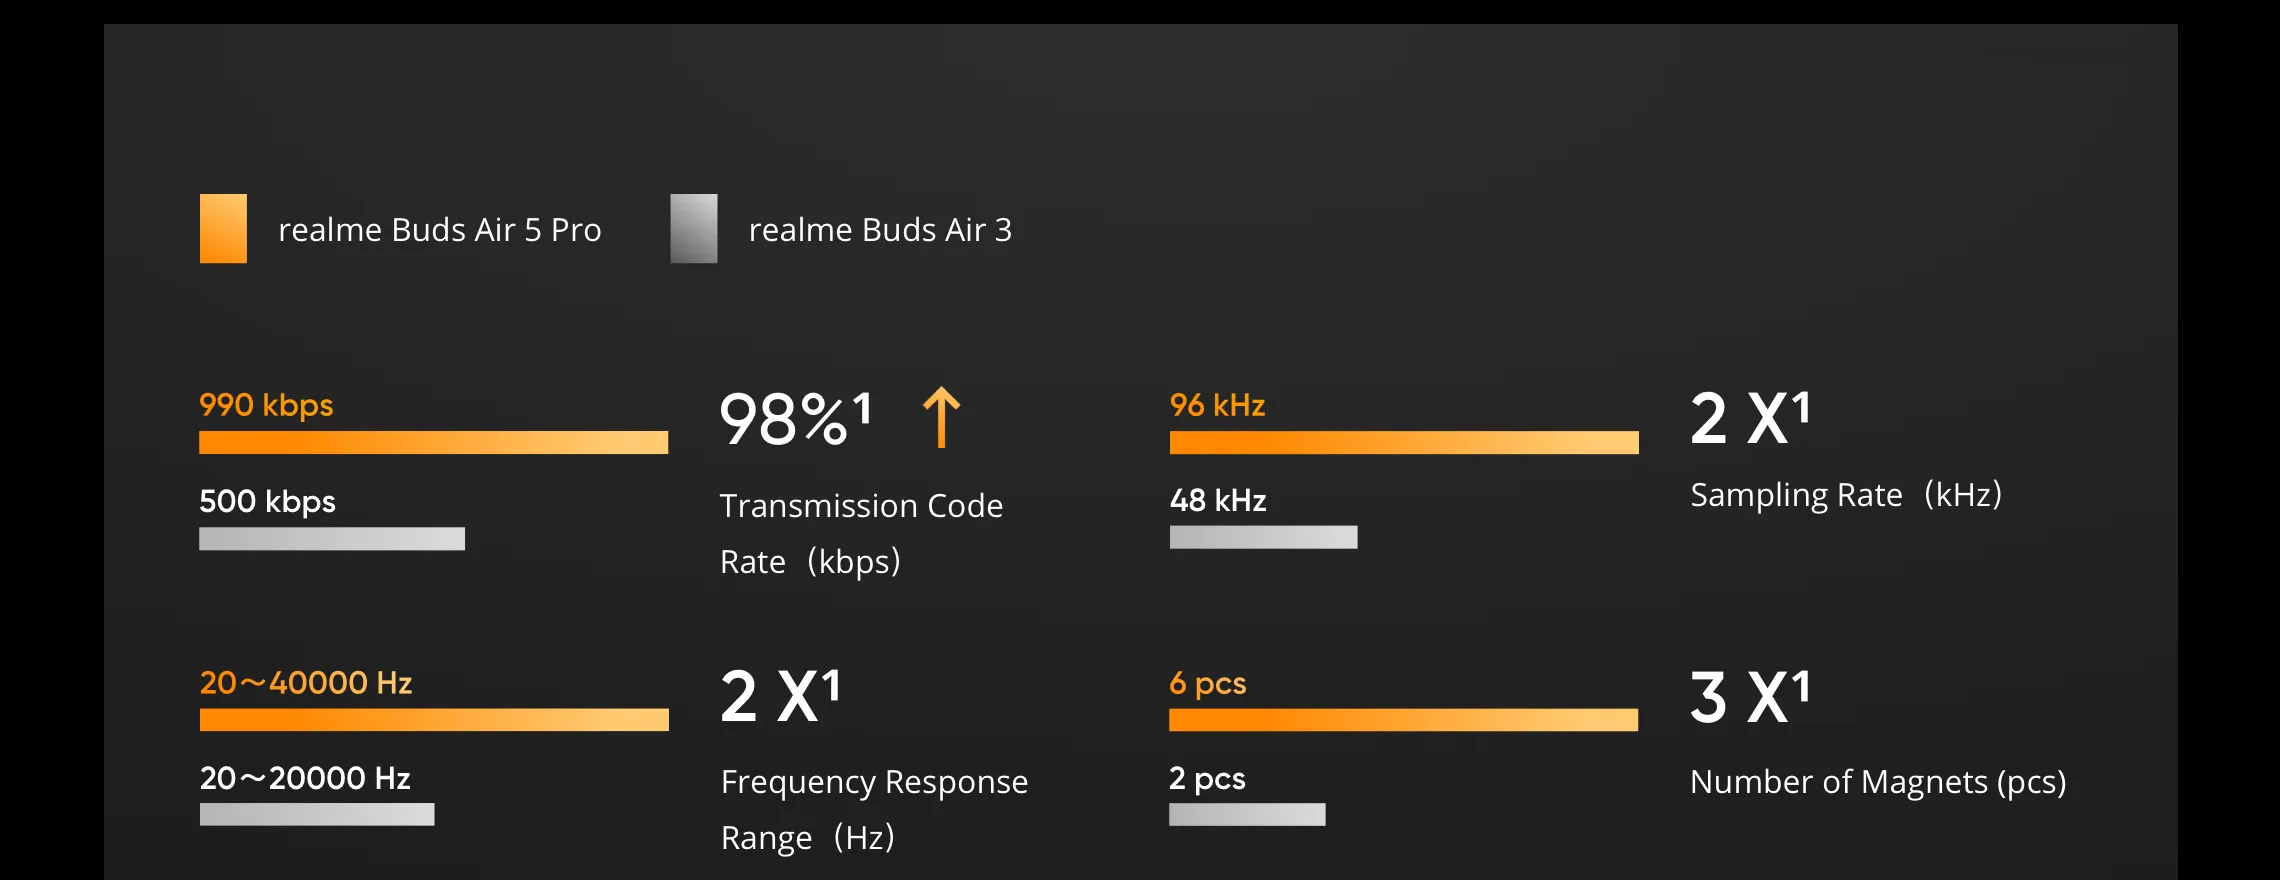 realme Buds Air 5 Pro
realme Buds Air 3
990 kbps
500 kbps
98%¹ ↑
Transmission Code
Rate（kbps）
96 kHz
48 kHz
2 X¹
Sampling Rate（kHz）
20～40000 Hz
20～20000 Hz
2 X¹
Frequency Response
Range（Hz）
6 pcs
2 pcs
3 X¹
Number of Magnets (pcs)